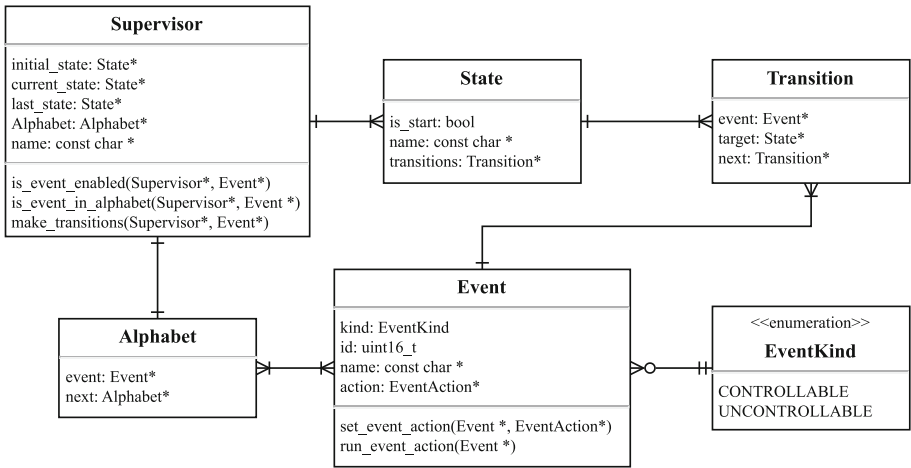 Supervisor
initial_state: State*
current_state: State*
last_state: State*
Alphabet: Alphabet*
name: const char *
is_event_enabled(Supervisor*, Event*)
is_event_in_alphabet(Supervisor*, Event *)
make_transitions(Supervisor*, Event*)
State
is_start: bool
name: const char *
transitions: Transition*
Transition
event: Event*
target: State*
next: Transition*
Alphabet
event: Event*
next: Alphabet*
Event
kind: EventKind
id: uint16_t
name: const char *
action: EventAction*
set_event_action(Event *, EventAction*)
run_event_action(Event *)
<<enumeration>>
EventKind
CONTROLLABLE
UNCONTROLLABLE